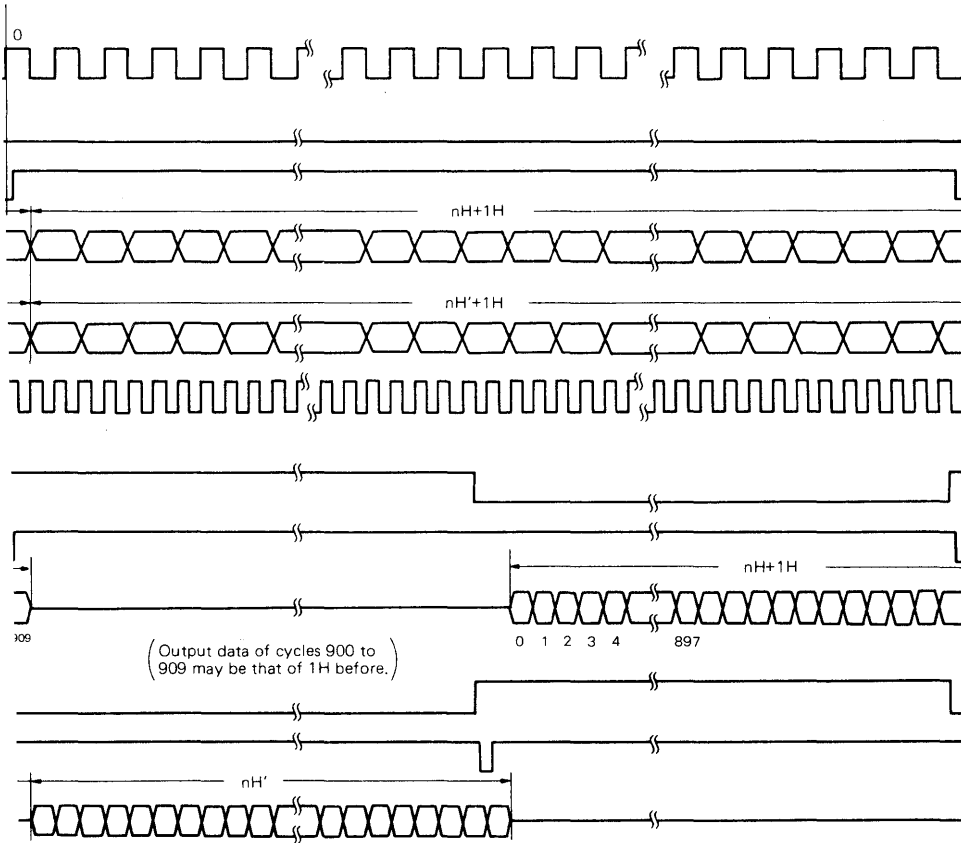 0
nH+1H
nH'+1H
nH+1H
909
0 1 2 3 4 897
(Output data of cycles 900 to
909 may be that of 1H before.)
nH'